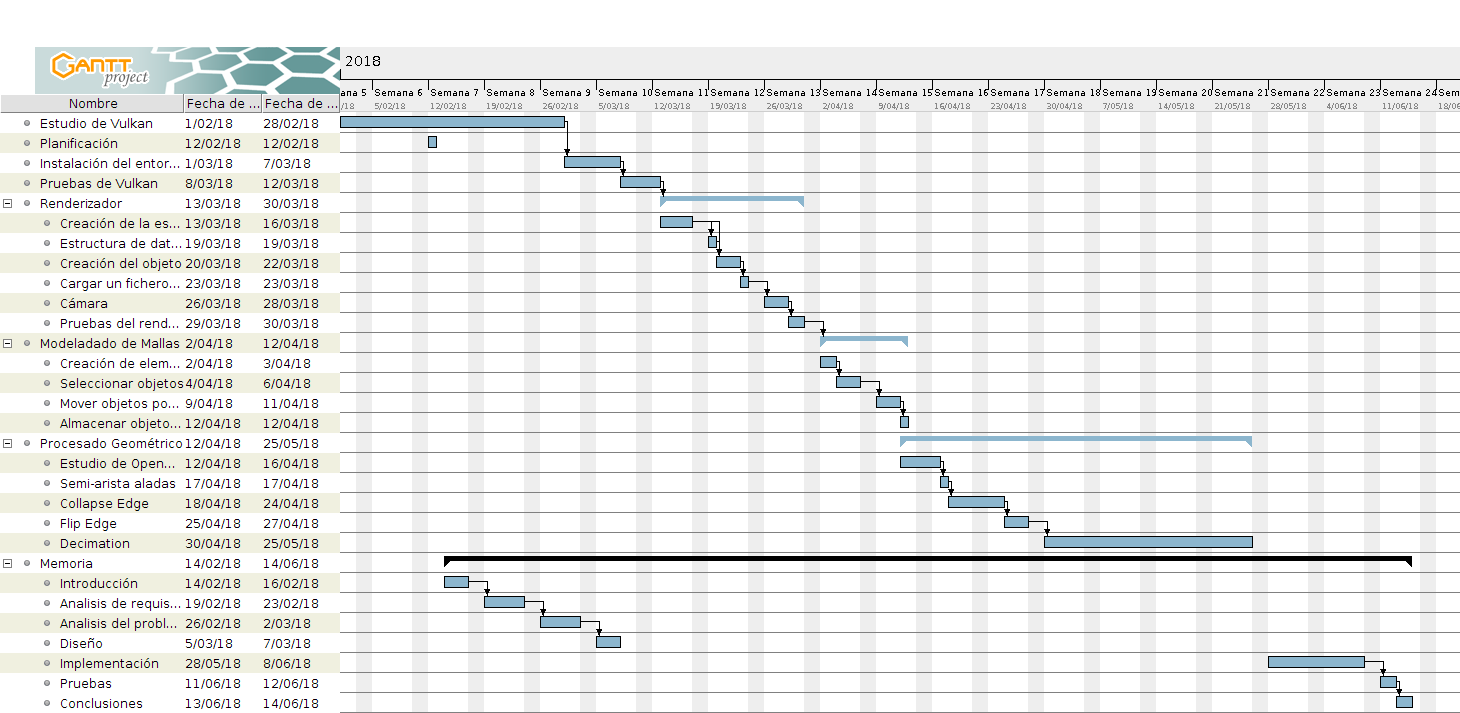 GANTT
project
2018
ana 5 Semana 6 Semana 7 Semana 8 Semana 9 Semana 10 Semana 11 Semana 12 Semana 13 Semana 14 Semana 15 Semana 16 Semana 17 Semana 18 Semana 19 Semana 20 Semana 21 Semana 22 Semana 23 Semana 24 Sem
/18 5/02/18 12/02/18 19/02/18 26/02/18 5/03/18 12/03/18 19/03/18 26/03/18 2/04/18 9/04/18 16/04/18 23/04/18 30/04/18 7/05/18 14/05/18 21/05/18 28/05/18 4/06/18 11/06/18 18/06
Nombre Fecha de ... Fecha de ...
Estudio de Vulkan 1/02/18 28/02/18
Planificación 12/02/18 12/02/18
Instalación del entor... 1/03/18 7/03/18
Pruebas de Vulkan 8/03/18 12/03/18
Renderizador 13/03/18 30/03/18
Creación de la es... 13/03/18 16/03/18
Estructura de dat... 19/03/18 19/03/18
Creación del objeto 20/03/18 22/03/18
Cargar un fichero... 23/03/18 23/03/18
Cámara 26/03/18 28/03/18
Pruebas del rend... 29/03/18 30/03/18
Modeladado de Mallas 2/04/18 12/04/18
Creación de elem... 2/04/18 3/04/18
Seleccionar objetos 4/04/18 6/04/18
Mover objetos po... 9/04/18 11/04/18
Almacenar objeto... 12/04/18 12/04/18
Procesado Geométrico 12/04/18 25/05/18
Estudio de Open... 12/04/18 16/04/18
Semi-arista aladas 17/04/18 17/04/18
Collapse Edge 18/04/18 24/04/18
Flip Edge 25/04/18 27/04/18
Decimation 30/04/18 25/05/18
Memoria 14/02/18 14/06/18
Introducción 14/02/18 16/02/18
Analisis de requis... 19/02/18 23/02/18
Analisis del probl... 26/02/18 2/03/18
Diseño 5/03/18 7/03/18
Implementación 28/05/18 8/06/18
Pruebas 11/06/18 12/06/18
Conclusiones 13/06/18 14/06/18